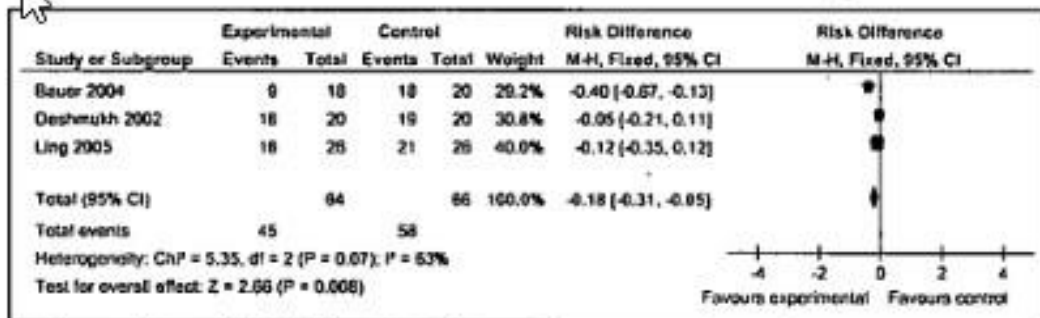 Experimental Control Risk Difference Risk Difference
Study or Subgroup Events Total Events Total Weight M-H, Fixed, 95% CI M-H, Fixed, 95% CI
Bauer 2004 9 18 18 20 29.2% -0.40 [-0.67, -0.13]
Deshmukh 2002 18 20 19 20 30.8% -0.05 [-0.21, 0.11]
Ling 2005 18 26 21 26 40.0% -0.12 [-0.35, 0.12]
Total (95% CI) 64 66 100.0% -0.18 [-0.31, -0.05]
Total events 45 58
Heterogeneity: Chi² = 5.35, df = 2 (P = 0.07); I² = 63%
Test for overall effect: Z = 2.66 (P = 0.008)
-4 -2 0 2 4
Favours experimental Favours control